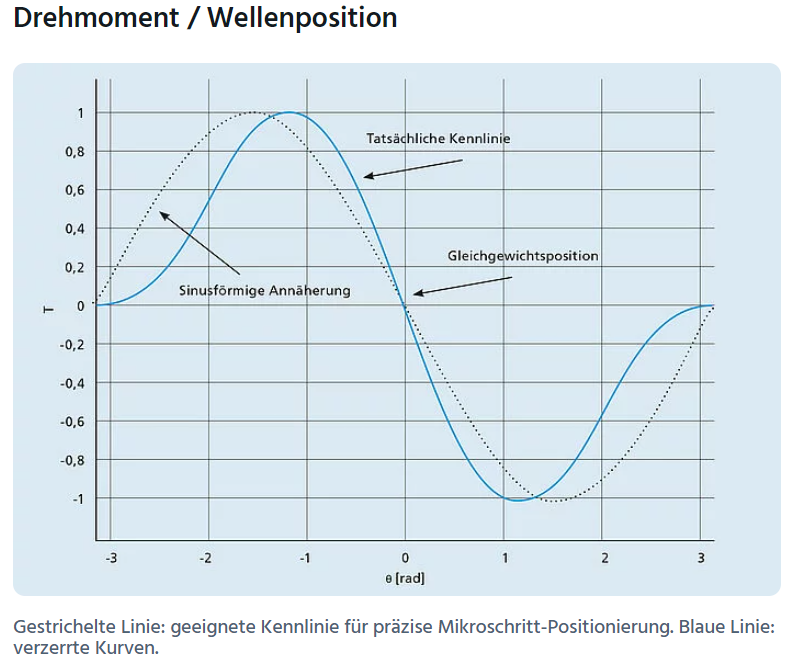 Drehmoment / Wellenposition
1
Tatsächliche Kennlinie
0,8
0,6
0,4
Gleichgewichtsposition
0,2
Sinusförmige Annäherung
0
T
-0,2
-0,4
-0,6
-0,8
-1
-3 -2 -1 0 1 2 3
θ [rad]
Gestrichelte Linie: geeignete Kennlinie für präzise Mikroschritt-Positionierung. Blaue Linie:
verzerrte Kurven.